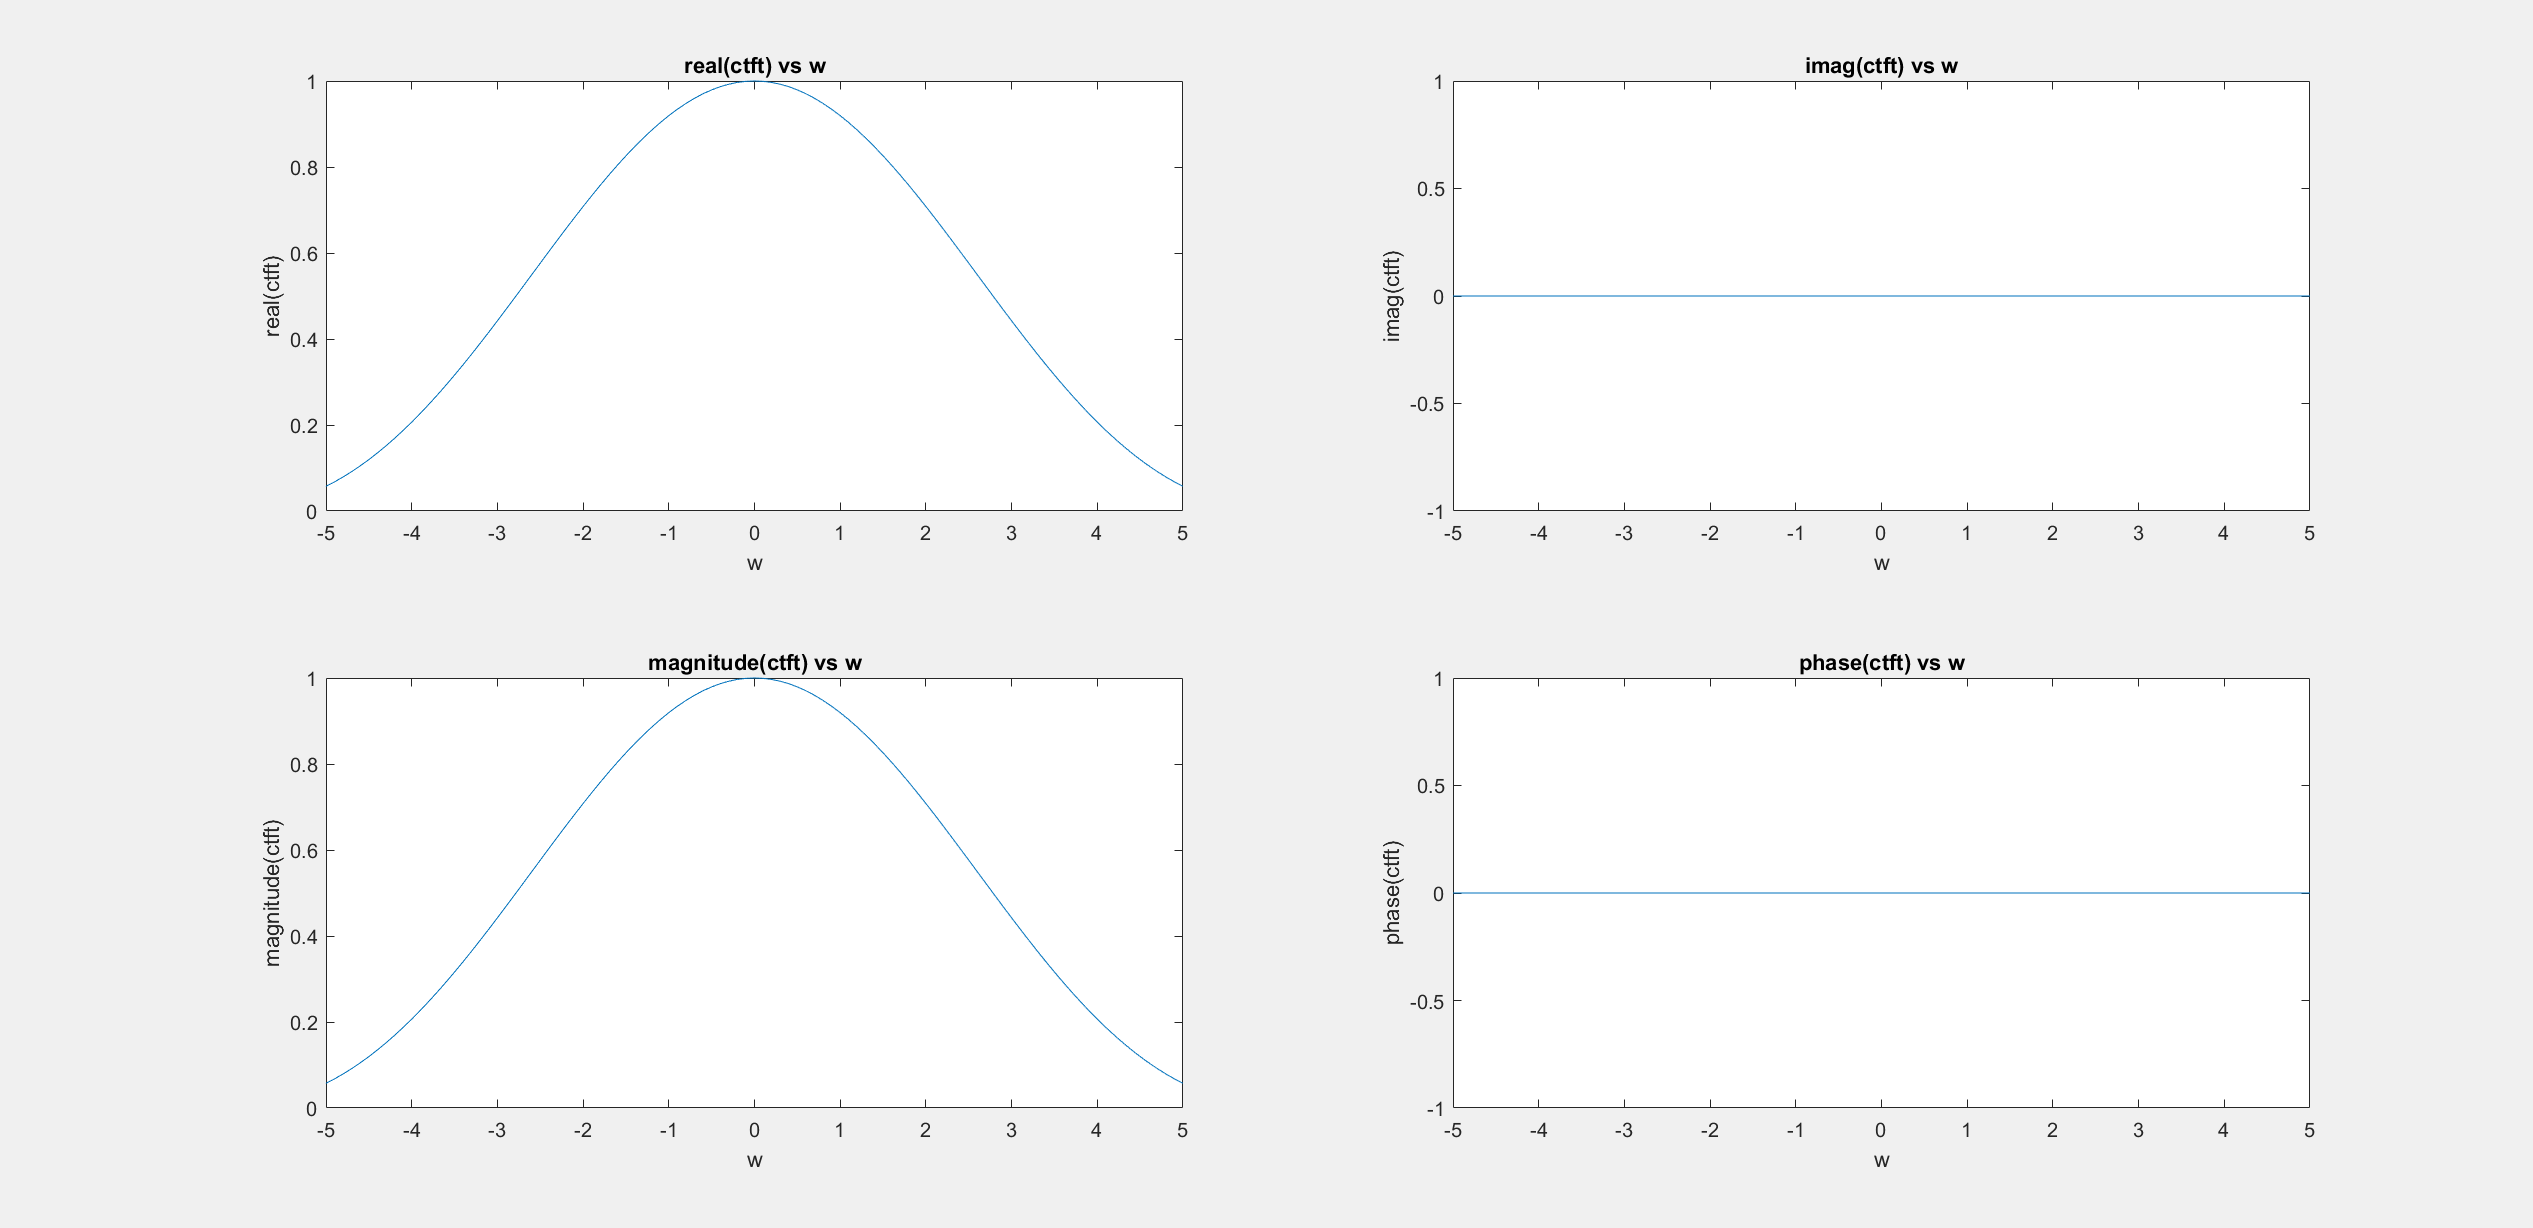 real(ctft) vs w
real(ctft)
1
0.8
0.6
0.4
0.2
0
-5 -4 -3 -2 -1 0 1 2 3 4 5
w
imag(ctft) vs w
imag(ctft)
1
0.5
0
-0.5
-1
-5 -4 -3 -2 -1 0 1 2 3 4 5
w
magnitude(ctft) vs w
magnitude(ctft)
1
0.8
0.6
0.4
0.2
0
-5 -4 -3 -2 -1 0 1 2 3 4 5
w
phase(ctft) vs w
phase(ctft)
1
0.5
0
-0.5
-1
-5 -4 -3 -2 -1 0 1 2 3 4 5
w